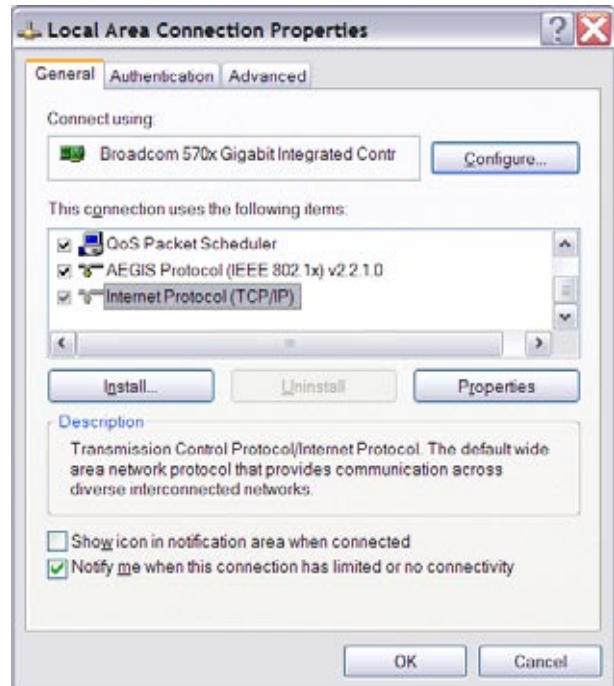 Local Area Connection Properties
General Authentication Advanced
Connect using:
Broadcom 570x Gigabit Integrated Contr
Configure...
This connection uses the following items:
QoS Packet Scheduler
AEGIS Protocol (IEEE 802.1x) v2.2.1.0
Internet Protocol (TCP/IP)
Install... Uninstall Properties
Description
Transmission Control Protocol/Internet Protocol. The default wide
area network protocol that provides communication across
diverse interconnected networks.
Show icon in notification area when connected
Notify me when this connection has limited or no connectivity
OK Cancel